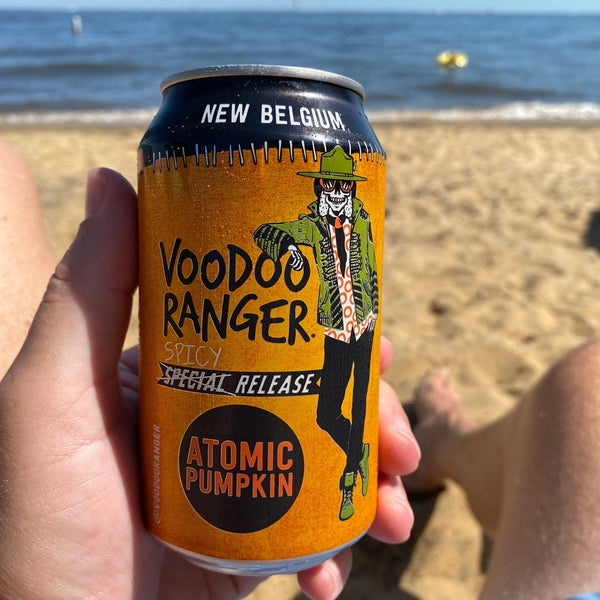 NEW BELGIUM
VOODOO
RANGER.
SPICY
SPECIAL RELEASE
ATOMIC
PUMPKIN
@VOODOORANGER